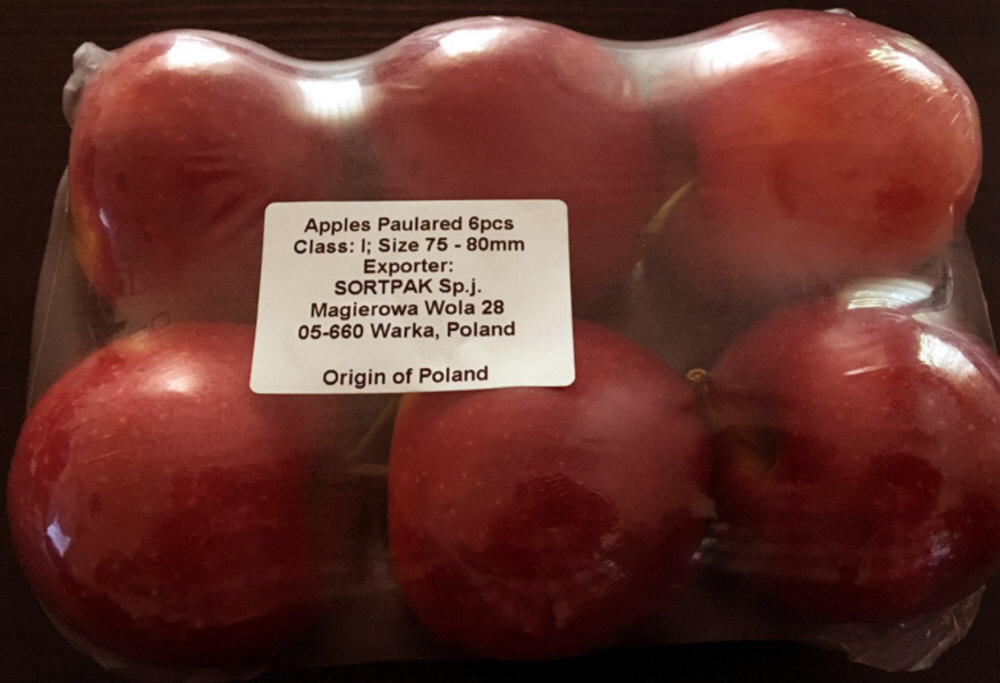 Apples Paulared 6pcs
Class: I; Size 75 - 80mm
Exporter:
SORTPAK Sp.j.
Magierowa Wola 28
05-660 Warka, Poland
Origin of Poland